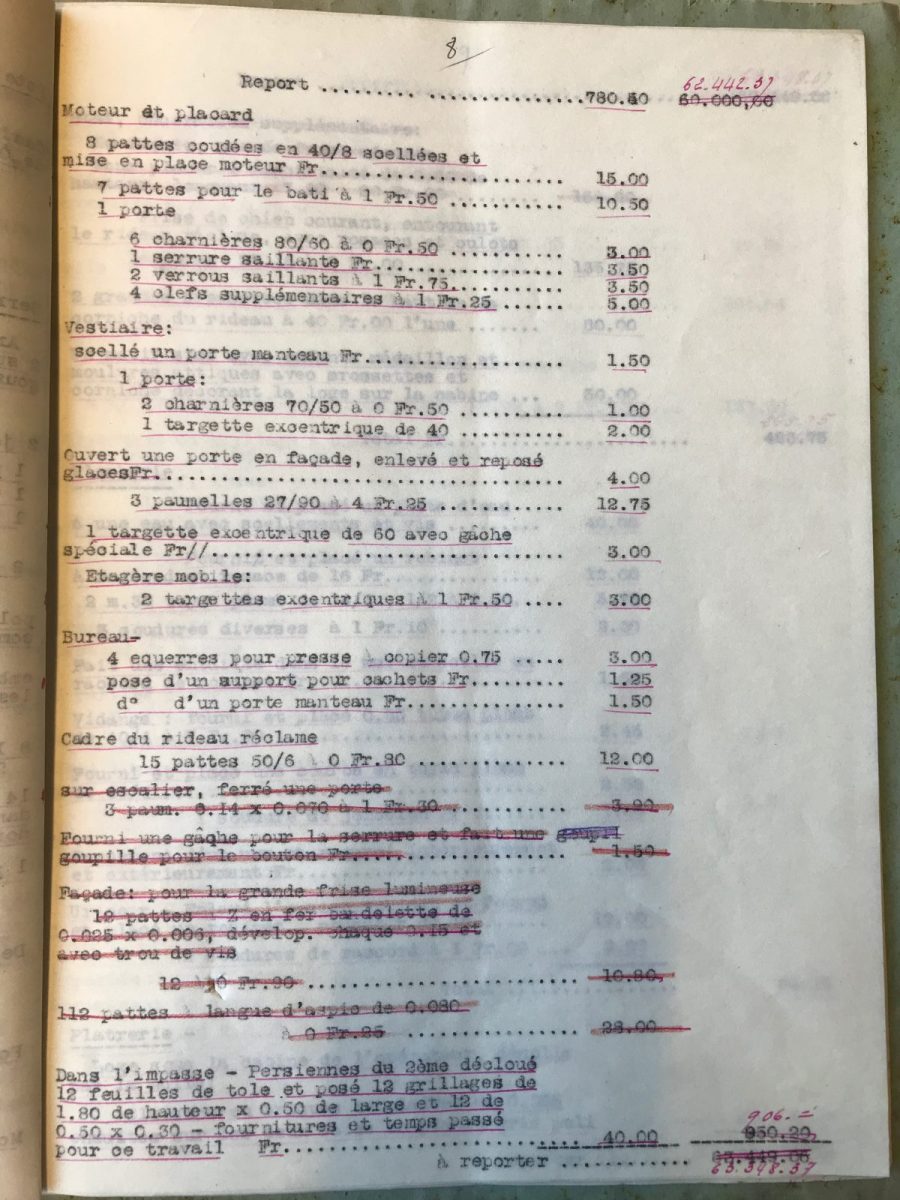 8
62.442.37
Report ..............................780.40 60.000,00
Moteur et placard
8 pattes coudées en 40/8 scellées et
mise en place moteur Fr...................... 15.00
7 pattes pour le bati à 1 Fr.50 .......... 10.50
1 porte
6 charnières 80/60 à 0 Fr.50 .......... 3.00
1 serrure saillante Fr................. 3.50
2 verrous saillants à 1 Fr.75.......... 3.50
4 clefs supplémentaires à 1 Fr.25 ..... 5.00
Vestiaire:
scellé un porte manteau Fr.................. 1.50
1 porte:
2 charnières 70/50 à 0 Fr.50 ......... 1.00
1 targette excentrique de 40 ......... 2.00
Ouvert une porte en façade, enlevé et reposé
glacesFr..................................... 4.00
3 paumelles 27/90 à 4 Fr.25 ........... 12.75
1 targette excentrique de 60 avec gâche
spéciale Fr//............................... 3.00
Etagère mobile:
2 targettes excentriques à 1 Fr.50 .... 3.00
Bureau-
4 equerres pour presse à copier 0.75 ..... 3.00
pose d'un support pour cachets Fr......... 1.25
d° d'un porte manteau Fr............... 1.50
Cadre du rideau réclame
15 pattes 50/6 à 0 Fr.80 .............. 12.00
sur escalier, ferré une porte
3 paum. 0.14 x 0.070 à 1 Fr.30 ........... 3.90
Fourni une gâche pour la serrure et fait une goupil
goupille pour le bouton Fr................... 1.50
Façade: pour la grande frise lumineuse
12 pattes à Z en fer bandelette de
0.025 x 0.006, dévelop. chaque 0.15 et
avec trou de vis
12 à 0 Fr.90 ......................... 10.80,
112 pattes à langue d'aspic de 0.080
à 0 Fr.25 ................ 28.00
Dans l'impasse - Persiennes du 2ème décloué
12 feuilles de tole et posé 12 grillages de
1.80 de hauteur x 0.50 de large et 12 de
0.50 x 0.30 - fournitures et temps passé
906.-
pour ce travail Fr............................. 40.00 950.20
à reporter ............ 63.449.06
63.348.37